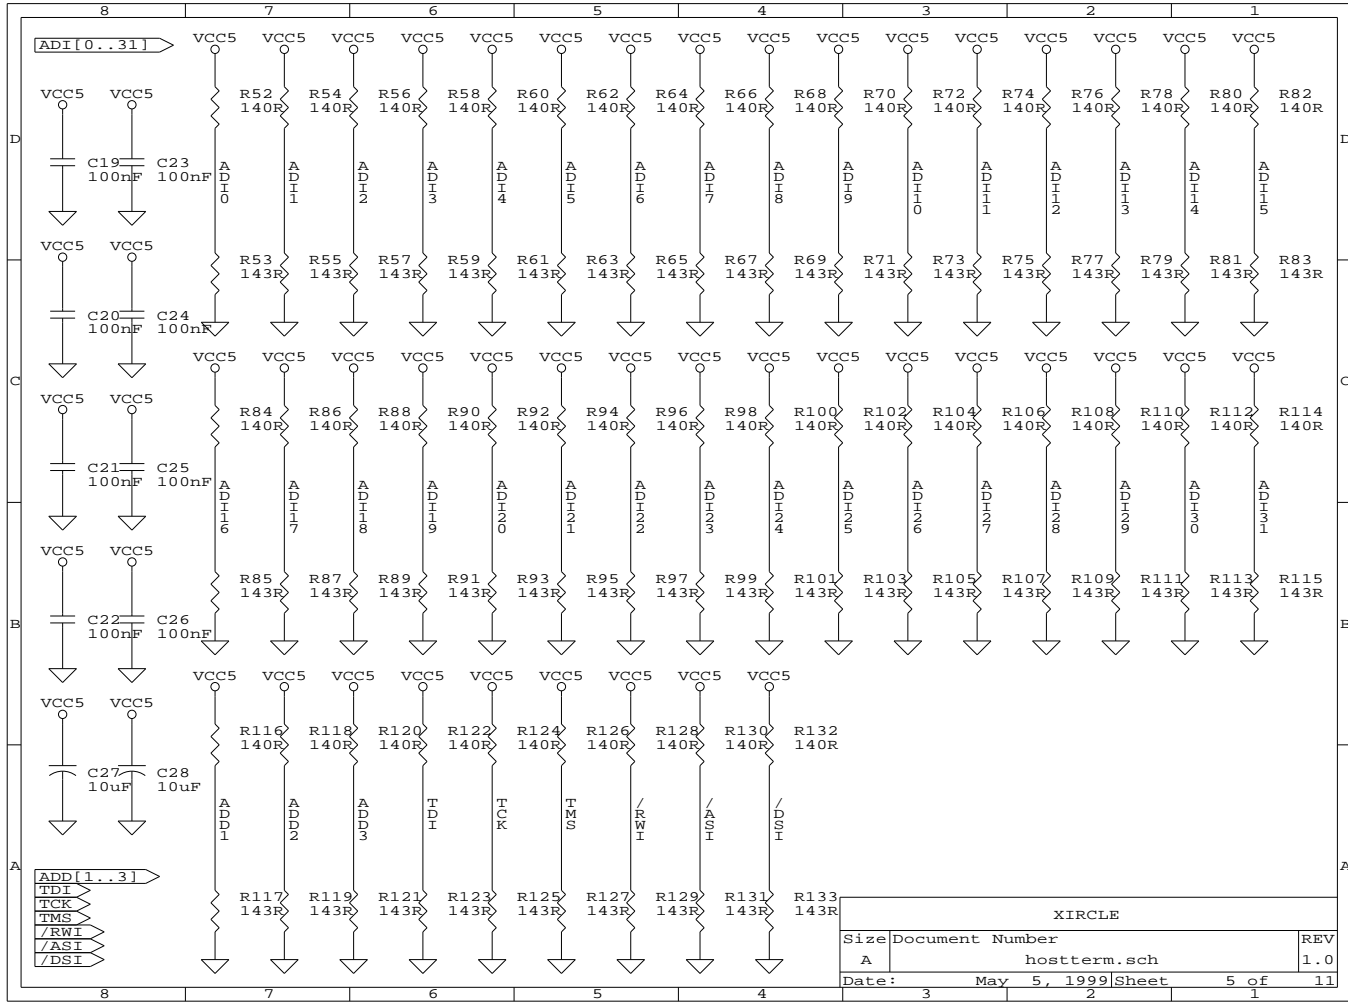 8 7 6 5 4 3 2 1
ADI[0..31]
VCC5 VCC5 VCC5 VCC5 VCC5 VCC5 VCC5 VCC5 VCC5 VCC5 VCC5 VCC5 VCC5 VCC5 VCC5 VCC5
VCC5 VCC5
R52 R54 R56 R58 R60 R62 R64 R66 R68 R70 R72 R74 R76 R78 R80 R82
140R 140R 140R 140R 140R 140R 140R 140R 140R 140R 140R 140R 140R 140R 140R 140R
D D
C19 C23
100nF 100nF
ADI0 ADI1 ADI2 ADI3 ADI4 ADI5 ADI6 ADI7 ADI8 ADI9 ADI10 ADI11 ADI12 ADI13 ADI14 ADI15
VCC5 VCC5
R53 R55 R57 R59 R61 R63 R65 R67 R69 R71 R73 R75 R77 R79 R81 R83
143R 143R 143R 143R 143R 143R 143R 143R 143R 143R 143R 143R 143R 143R 143R 143R
C20 C24
100nF 100nF
VCC5 VCC5 VCC5 VCC5 VCC5 VCC5 VCC5 VCC5 VCC5 VCC5 VCC5 VCC5 VCC5 VCC5 VCC5 VCC5
C C
VCC5 VCC5
R84 R86 R88 R90 R92 R94 R96 R98 R100 R102 R104 R106 R108 R110 R112 R114
140R 140R 140R 140R 140R 140R 140R 140R 140R 140R 140R 140R 140R 140R 140R 140R
C21 C25
100nF 100nF
ADI16 ADI17 ADI18 ADI19 ADI20 ADI21 ADI22 ADI23 ADI24 ADI25 ADI26 ADI27 ADI28 ADI29 ADI30 ADI31
VCC5 VCC5
R85 R87 R89 R91 R93 R95 R97 R99 R101 R103 R105 R107 R109 R111 R113 R115
143R 143R 143R 143R 143R 143R 143R 143R 143R 143R 143R 143R 143R 143R 143R 143R
C22 C26
100nF 100nF
B B
VCC5 VCC5 VCC5 VCC5 VCC5 VCC5 VCC5 VCC5 VCC5
VCC5 VCC5
R116 R118 R120 R122 R124 R126 R128 R130 R132
140R 140R 140R 140R 140R 140R 140R 140R 140R
C27 C28
10uF 10uF
ADD1 ADD2 ADD3 TDI TCK TMS /RWI /ASI /DSI
A A
ADD[1..3]
TDI
TCK
TMS
/RWI
/ASI
/DSI
R117 R119 R121 R123 R125 R127 R129 R131 R133
143R 143R 143R 143R 143R 143R 143R 143R 143R
XIRCLE
Size Document Number REV
A hostterm.sch 1.0
Date: May 5, 1999 Sheet 5 of 11
8 7 6 5 4 3 2 1